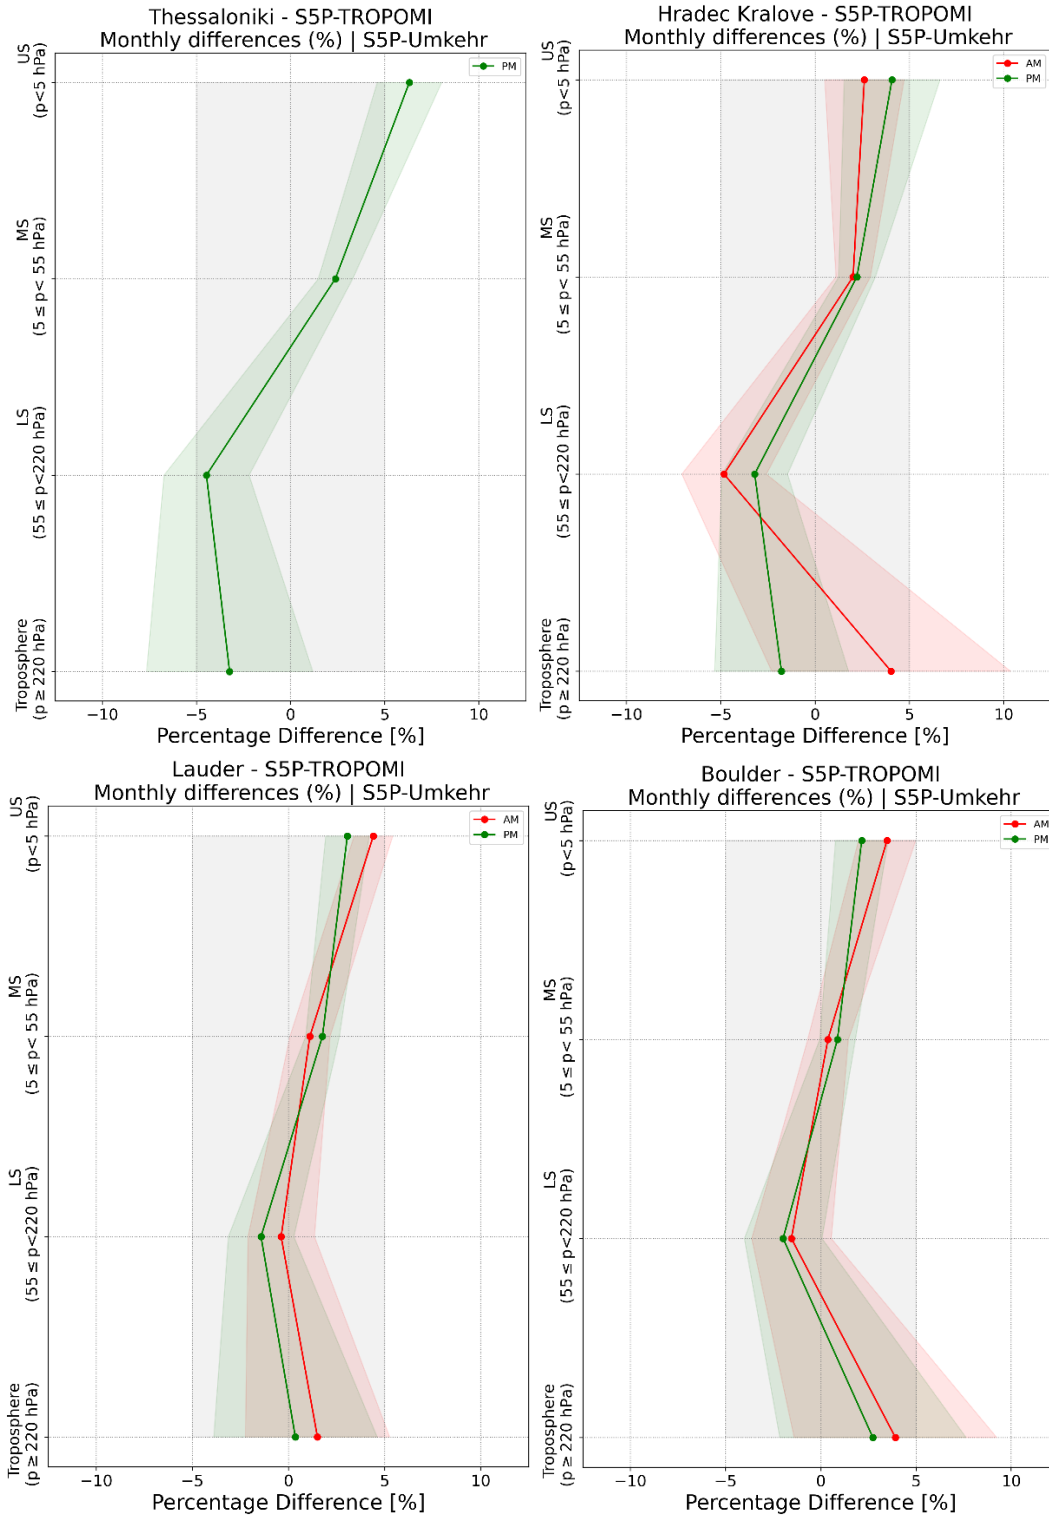 Thessaloniki - S5P-TROPOMI
Monthly differences (%) | S5P-Umkehr
US
(p<5 hPa)
MS
(5 ≤ p< 55 hPa)
LS
(55 ≤ p<220 hPa)
Troposphere
(p ≥ 220 hPa)
PM
−10 −5 0 5 10
Percentage Difference [%]
Hradec Kralove - S5P-TROPOMI
Monthly differences (%) | S5P-Umkehr
US
(p<5 hPa)
MS
(5 ≤ p< 55 hPa)
LS
(55 ≤ p<220 hPa)
Troposphere
(p ≥ 220 hPa)
AM
PM
−10 −5 0 5 10
Percentage Difference [%]
Lauder - S5P-TROPOMI
Monthly differences (%) | S5P-Umkehr
US
(p<5 hPa)
MS
(5 ≤ p< 55 hPa)
LS
(55 ≤ p<220 hPa)
Troposphere
(p ≥ 220 hPa)
AM
PM
−10 −5 0 5 10
Percentage Difference [%]
Boulder - S5P-TROPOMI
Monthly differences (%) | S5P-Umkehr
US
(p<5 hPa)
MS
(5 ≤ p< 55 hPa)
LS
(55 ≤ p<220 hPa)
Troposphere
(p ≥ 220 hPa)
AM
PM
−10 −5 0 5 10
Percentage Difference [%]